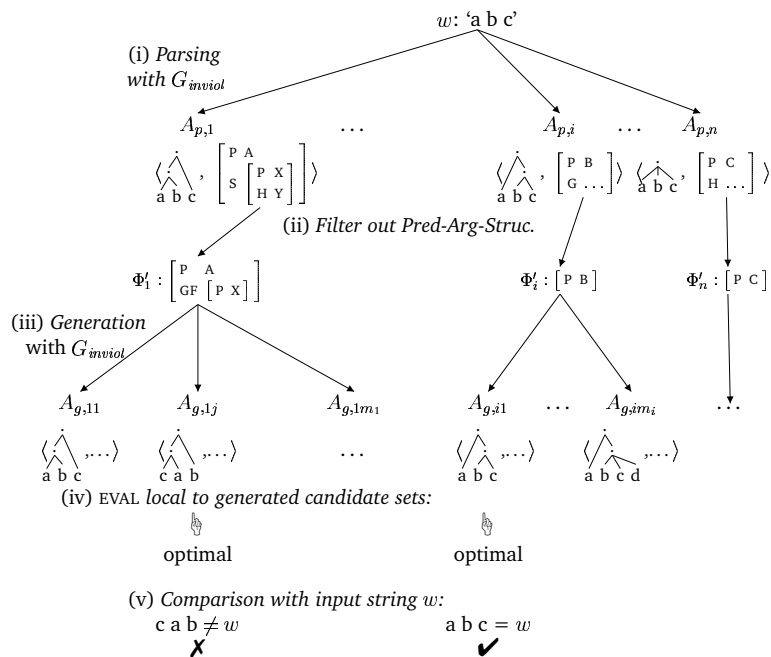 w: ‘a b c’
(i) Parsing
with G_inviol
A_p,1 ... A_p,i ... A_p,n
⟨ a b c , [ P A S [ P X H Y ] ] ⟩ ⟨ a b c , [ P B G ... ] ⟩ ⟨ a b c , [ P C H ... ] ⟩
(ii) Filter out Pred-Arg-Struc.
Φ′_1 : [ P A GF [ P X ] ] Φ′_i : [ P B ] Φ′_n : [ P C ]
(iii) Generation
with G_inviol
A_g,11 A_g,1j A_g,1m_1 A_g,i1 ... A_g,im_i ...
⟨ a b c ,... ⟩ ⟨ c a b ,... ⟩ ... ⟨ a b c ,... ⟩ ⟨ a b c d ,... ⟩
(iv) EVAL local to generated candidate sets:
☝ ☝
optimal optimal
(v) Comparison with input string w:
c a b ≠ w a b c = w
✗ ✔